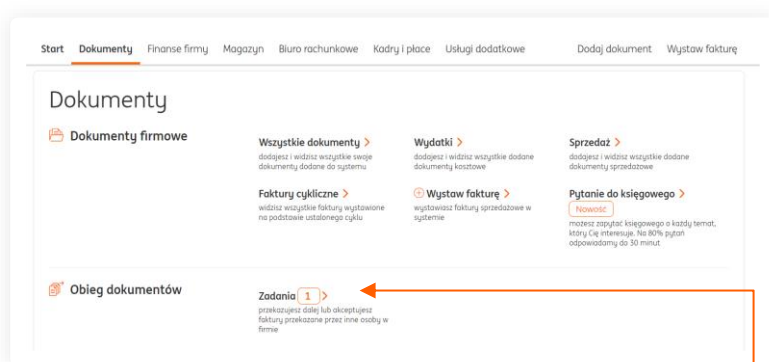 Start Dokumenty Finanse firmy Magazyn Biuro rachunkowe Kadry i płace Usługi dodatkowe Dodaj dokument Wystaw fakturę
Dokumenty
Dokumenty firmowe
Wszystkie dokumenty >
dodajesz i widzisz wszystkie swoje
dokumenty dodane do systemu
Wydatki >
dodajesz i widzisz wszystkie dodane
dokumenty kosztowe
Sprzedaż >
dodajesz i widzisz wszystkie dodane
dokumenty sprzedażowe
Faktury cykliczne >
widzisz wszystkie faktury wystawione
na podstawie ustalonego cyklu
Wystaw fakturę >
wystawiasz faktury sprzedażowe w
systemie
Pytanie do księgowego >
Nowość
możesz zapytać księgowego o każdy temat,
który Cię interesuje. Na 80% pytań
odpowiadamy do 30 minut
Obieg dokumentów
Zadania 1 >
przekazujesz dalej lub akceptujesz
faktury przekazane przez inne osoby w
firmie